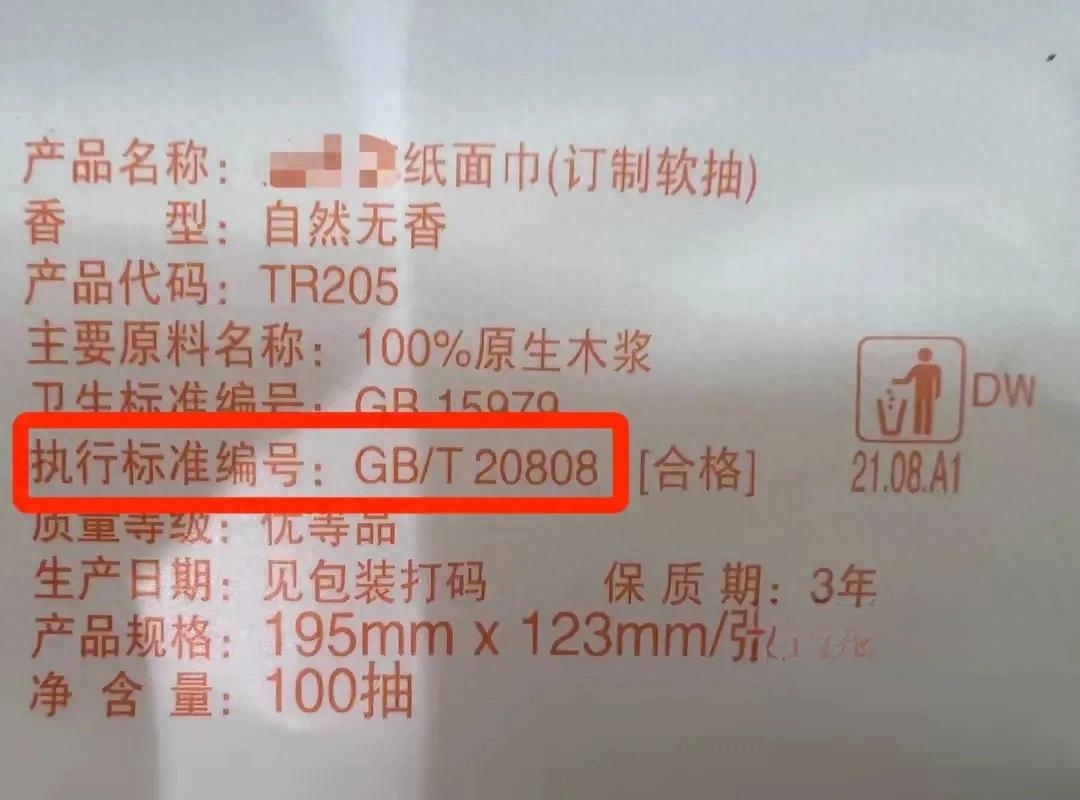 产品名称：纸面巾(订制软抽)
香型：自然无香
产品代码：TR205
主要原料名称：100%原生木浆
卫生标准编号：GB 15979
执行标准编号：GB/T 20808 [合格]
质量等级：优等品
生产日期：见包装打码 保质期：3年
产品规格：195mm x 123mm/张
净含量：100抽
DW
21.08.A1